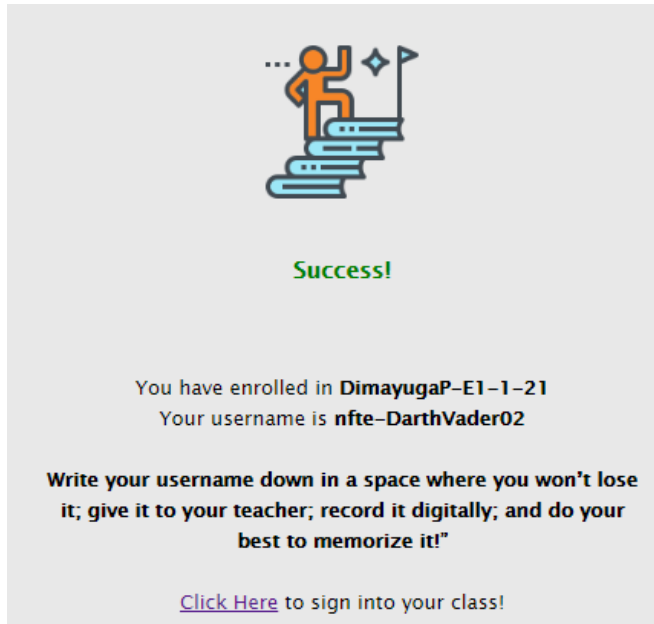 Success!
You have enrolled in DimayugaP-E1-1-21
Your username is nfte-DarthVader02
Write your username down in a space where you won't lose
it; give it to your teacher; record it digitally; and do your
best to memorize it!"
Click Here to sign into your class!